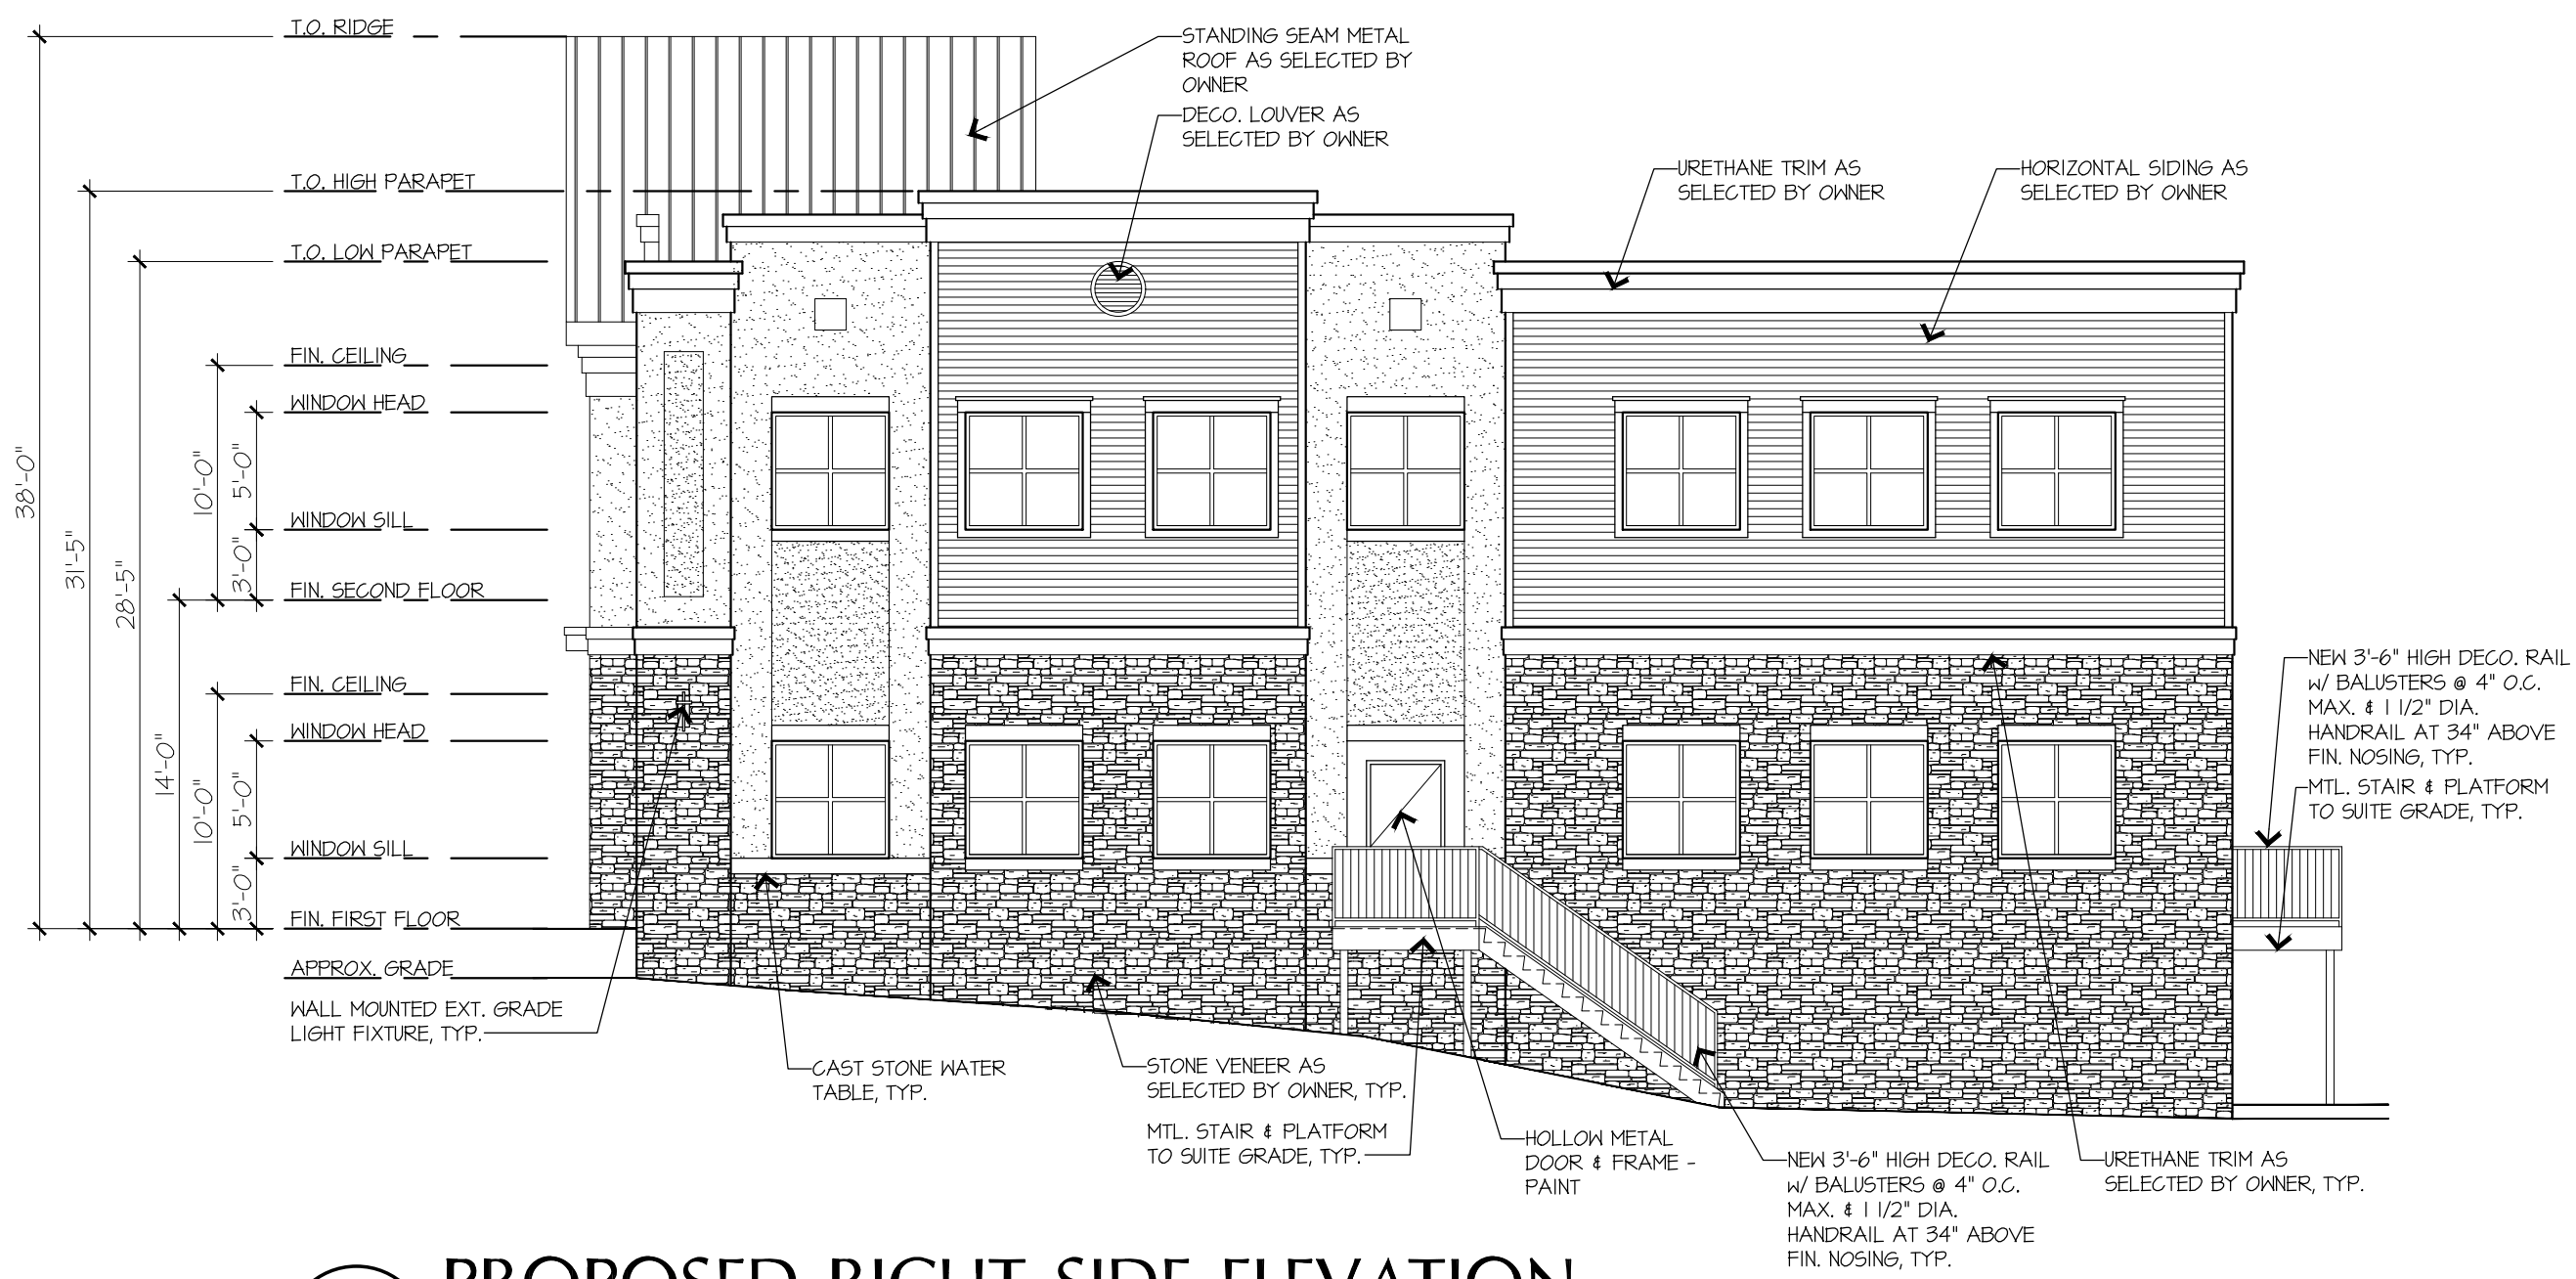 T.O. RIDGE
T.O. HIGH PARAPET
T.O. LOW PARAPET
FIN. CEILING
WINDOW HEAD
WINDOW SILL
FIN. SECOND FLOOR
FIN. CEILING
WINDOW HEAD
WINDOW SILL
FIN. FIRST FLOOR
APPROX. GRADE
38'-0"
31'-5"
28'-5"
14'-0"
10'-0"
5'-0"
3'-0"
10'-0"
5'-0"
3'-0"
STANDING SEAM METAL
ROOF AS SELECTED BY
OWNER
DECO. LOUVER AS
SELECTED BY OWNER
URETHANE TRIM AS
SELECTED BY OWNER
HORIZONTAL SIDING AS
SELECTED BY OWNER
NEW 3'-6" HIGH DECO. RAIL
W/ BALUSTERS @ 4" O.C.
MAX. & 1 1/2" DIA.
HANDRAIL AT 34" ABOVE
FIN. NOSING, TYP.
MTL. STAIR & PLATFORM
TO SUITE GRADE, TYP.
WALL MOUNTED EXT. GRADE
LIGHT FIXTURE, TYP.
CAST STONE WATER
TABLE, TYP.
STONE VENEER AS
SELECTED BY OWNER, TYP.
MTL. STAIR & PLATFORM
TO SUITE GRADE, TYP.
HOLLOW METAL
DOOR & FRAME -
PAINT
NEW 3'-6" HIGH DECO. RAIL
W/ BALUSTERS @ 4" O.C.
MAX. & 1 1/2" DIA.
HANDRAIL AT 34" ABOVE
FIN. NOSING, TYP.
URETHANE TRIM AS
SELECTED BY OWNER, TYP.
PROPOSED RIGHT SIDE ELEVATION